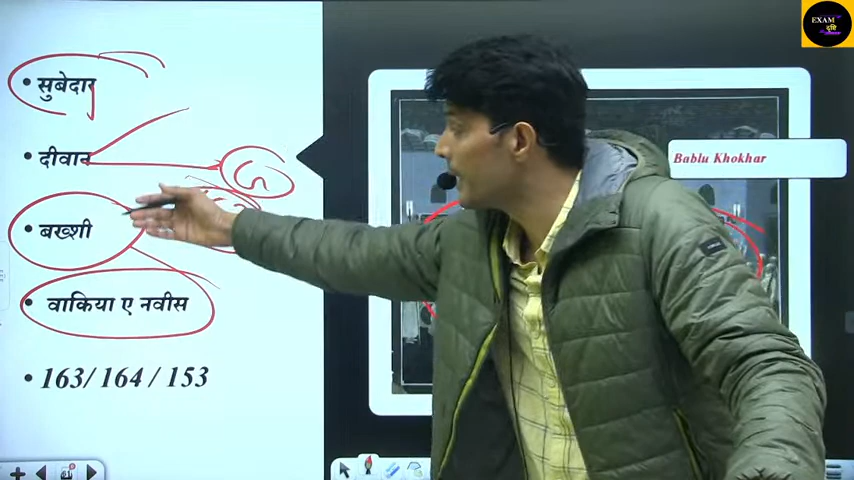 EXAM
दृष्टि
• सुबेदार
• दीवान
• बख्शी
• वाकिया ए नवीस
• 163/ 164 / 153
Bablu Khokhar
G